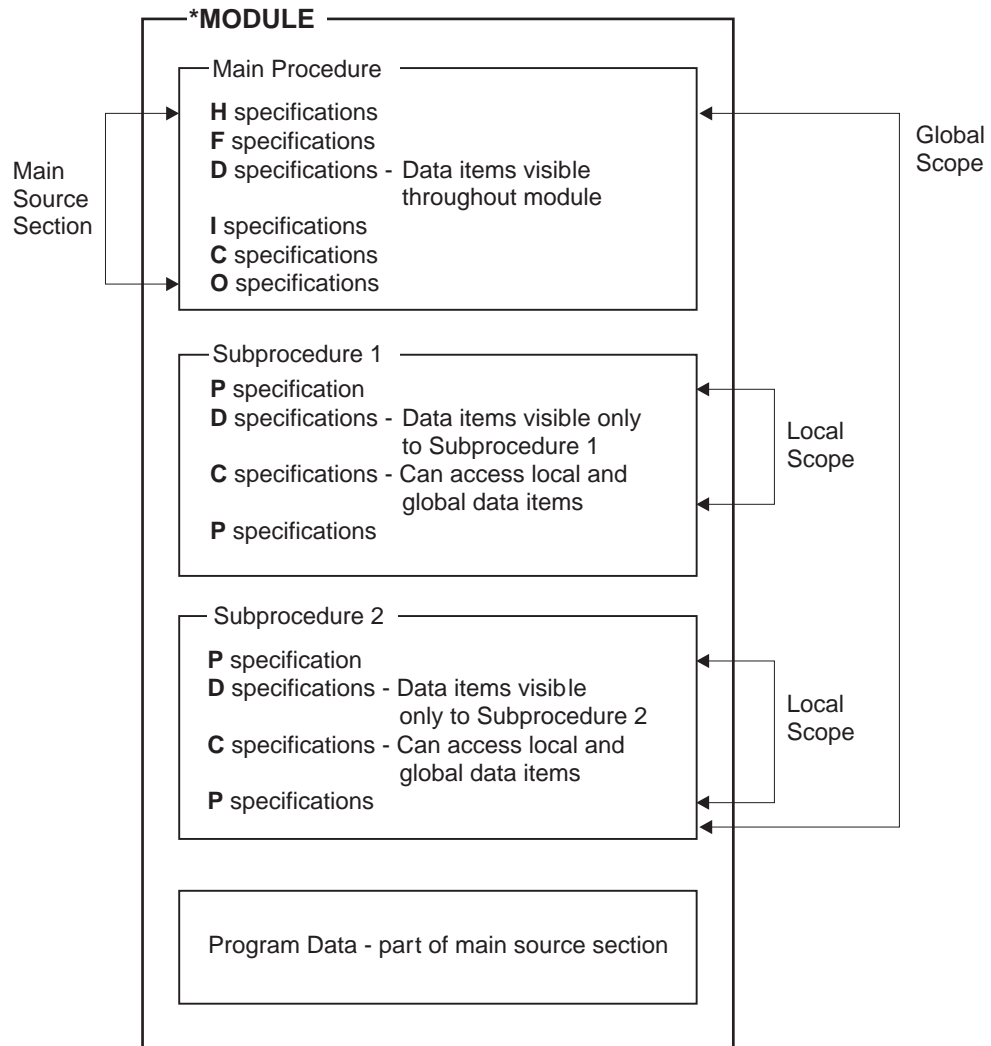 *MODULE
Main Procedure
H specifications
F specifications
D specifications - Data items visible
throughout module
I specifications
C specifications
O specifications
Main
Source
Section
Global
Scope
Subprocedure 1
P specification
D specifications - Data items visible only
to Subprocedure 1
C specifications - Can access local and
global data items
P specifications
Local
Scope
Subprocedure 2
P specification
D specifications - Data items visible
only to Subprocedure 2
C specifications - Can access local and
global data items
P specifications
Local
Scope
Program Data - part of main source section